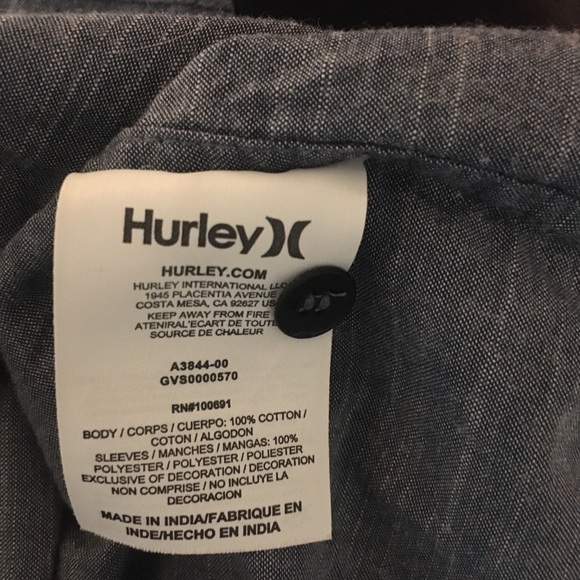 Hurley
HURLEY.COM
HURLEY INTERNATIONAL LLC
1945 PLACENTIA AVENUE
COSTA MESA, CA 92627 US
KEEP AWAY FROM FIRE
ATENIRAL'ECART DE TOUTE
SOURCE DE CHALEUR
A3844-00
GVS0000570
RN#100691
BODY / CORPS / CUERPO: 100% COTTON /
COTON / ALGODON
SLEEVES / MANCHES / MANGAS: 100%
POLYESTER / POLYESTER / POLIESTER
EXCLUSIVE OF DECORATION / DECORATION
NON COMPRISE / NO INCLUYE LA
DECORACION
MADE IN INDIA/FABRIQUE EN
INDE/HECHO EN INDIA